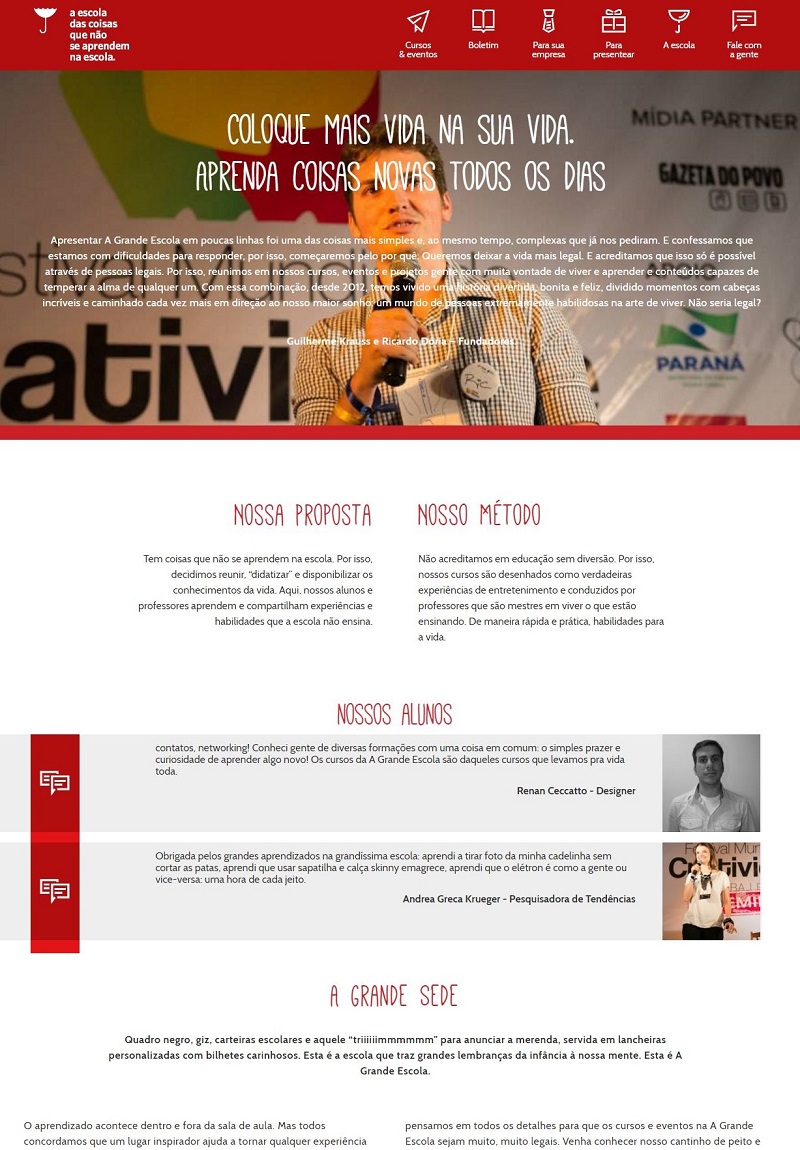 a escola
das coisas
que não
se aprendem
na escola.
Cursos
& eventos
Boletim
Para sua
empresa
Para
presentear
A escola
Fale com
a gente
COLOQUE MAIS VIDA NA SUA VIDA.
APRENDA COISAS NOVAS TODOS OS DIAS
MÍDIA PARTNER
GAZETA DO POVO
Apresentar A Grande Escola em poucas linhas foi uma das coisas mais simples e, ao mesmo tempo, complexas que já nos pediram. E confessamos que
estamos com dificuldades para responder, por isso, começaremos pelo por quê. Queremos deixar a vida mais legal. E acreditamos que isso só é possível
através de pessoas legais. Por isso, reunimos em nossos cursos, eventos e projetos gente com muita vontade de viver e aprender e conteúdos capazes de
temperar a alma de qualquer um. Com essa combinação, desde 2012, temos vivido uma história divertida, bonita e feliz, dividido momentos com cabeças
incríveis e caminhado cada vez mais em direção ao nosso maior sonho: um mundo de pessoas extremamente habilidosas na arte de viver. Não seria legal?
Guilherme Krauss e Ricardo Dória – Fundadores
stival Mundial
ativi
PARANÁ
NOSSA PROPOSTA
Tem coisas que não se aprendem na escola. Por isso,
decidimos reunir, “didatizar” e disponibilizar os
conhecimentos da vida. Aqui, nossos alunos e
professores aprendem e compartilham experiências e
habilidades que a escola não ensina.
NOSSO MÉTODO
Não acreditamos em educação sem diversão. Por isso,
nossos cursos são desenhados como verdadeiras
experiências de entretenimento e conduzidos por
professores que são mestres em viver o que estão
ensinando. De maneira rápida e prática, habilidades para
a vida.
NOSSOS ALUNOS
contatos, networking! Conheci gente de diversas formações com uma coisa em comum: o simples prazer e
curiosidade de aprender algo novo! Os cursos da A Grande Escola são daqueles cursos que levamos pra vida
toda.
Renan Ceccatto - Designer
Obrigada pelos grandes aprendizados na grandíssima escola: aprendi a tirar foto da minha cadelinha sem
cortar as patas, aprendi que usar sapatilha e calça skinny emagrece, aprendi que o elétron é como a gente ou
vice-versa: uma hora de cada jeito.
Andrea Greca Krueger - Pesquisadora de Tendências
A GRANDE SEDE
Quadro negro, giz, carteiras escolares e aquele “triiiiiimmmmmm” para anunciar a merenda, servida em lancheiras
personalizadas com bilhetes carinhosos. Esta é a escola que traz grandes lembranças da infância à nossa mente. Esta é A
Grande Escola.
O aprendizado acontece dentro e fora da sala de aula. Mas todos
concordamos que um lugar inspirador ajuda a tornar qualquer experiência
pensamos em todos os detalhes para que os cursos e eventos na A Grande
Escola sejam muito, muito legais. Venha conhecer nosso cantinho de peito e